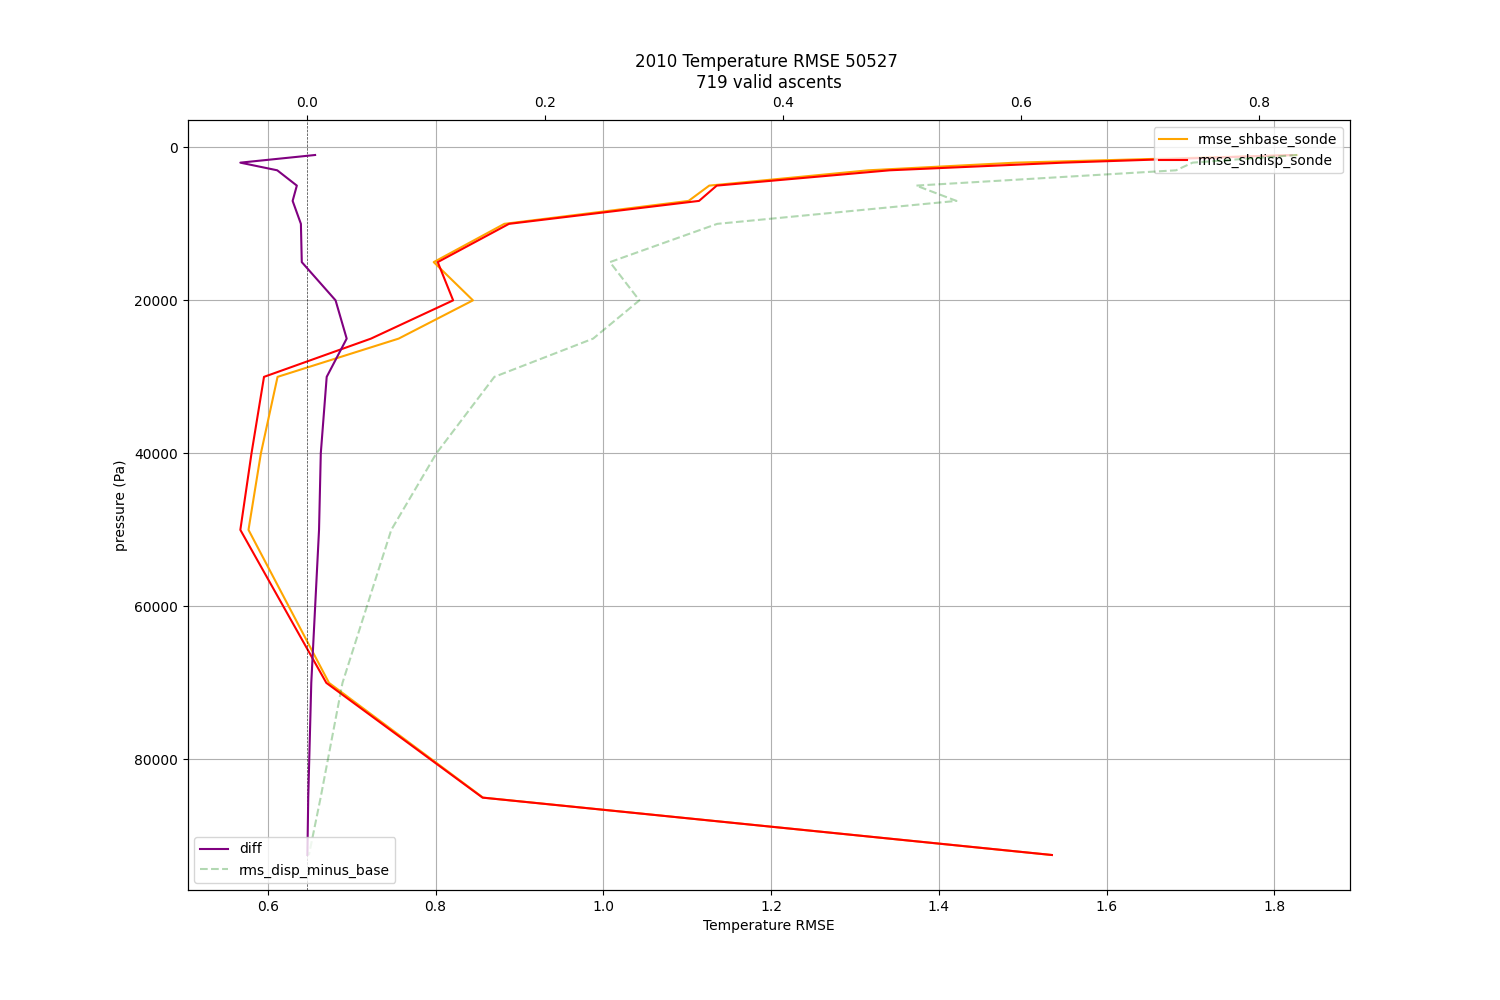 2010 Temperature RMSE 50527
719 valid ascents
0.0 0.2 0.4 0.6 0.8
rmse_shbase_sonde
rmse_shdisp_sonde
0
20000
40000
60000
80000
pressure (Pa)
diff
rms_disp_minus_base
0.6 0.8 1.0 1.2 1.4 1.6 1.8
Temperature RMSE